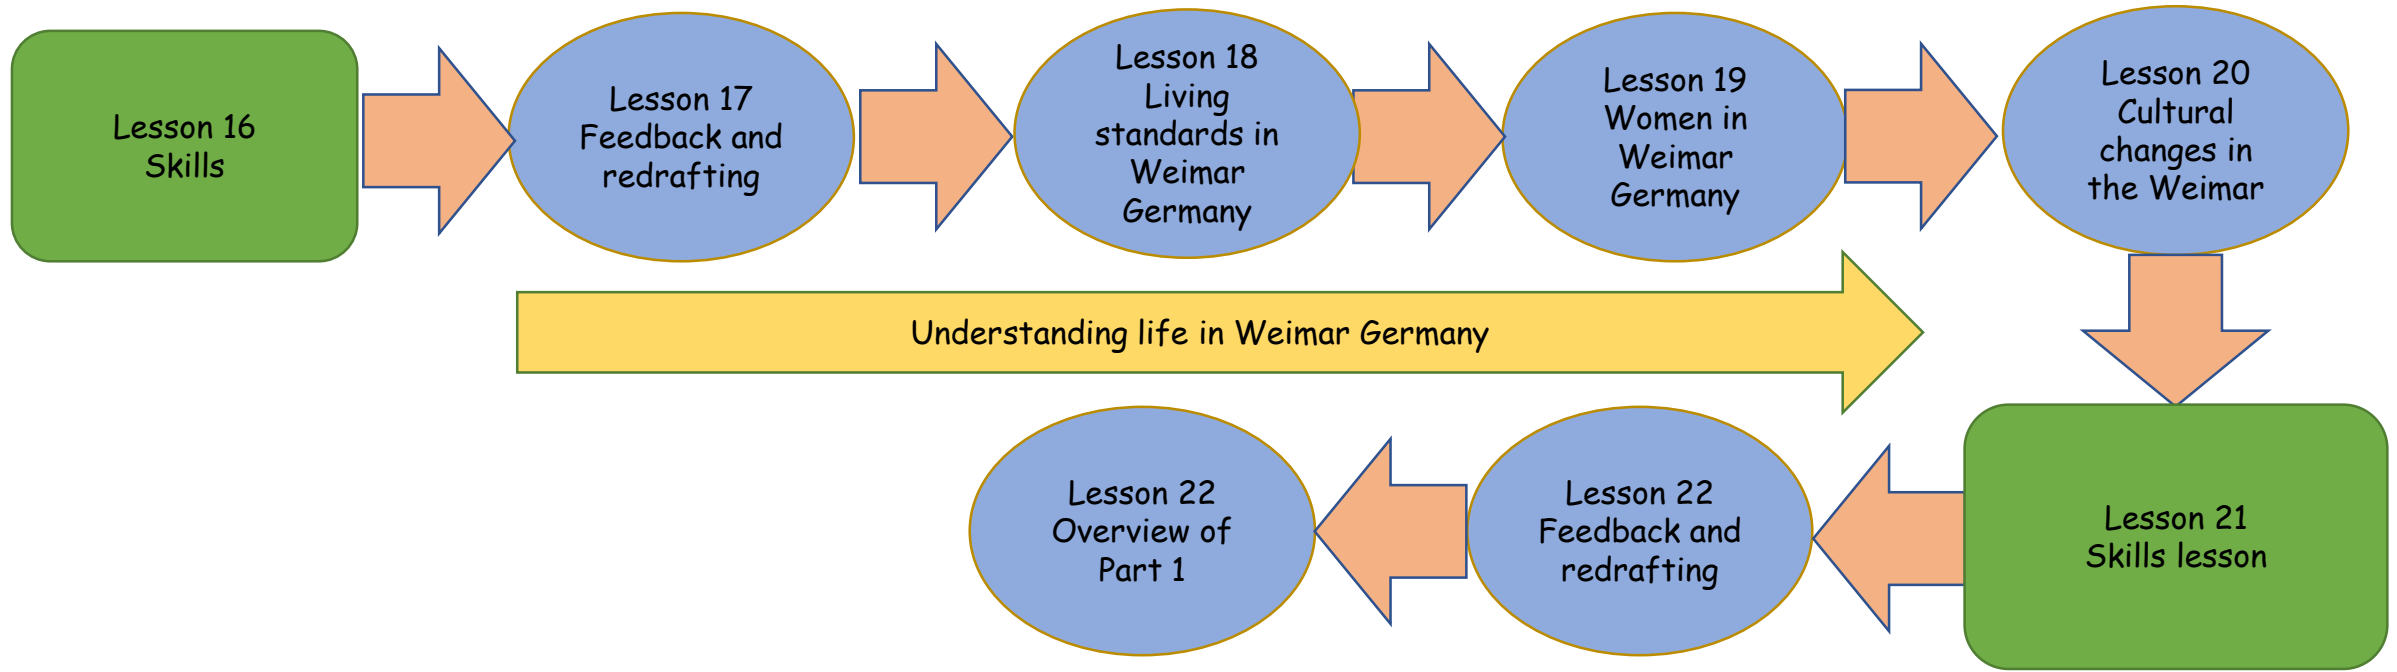 Lesson 16
Skills
Lesson 17
Feedback and
redrafting
Lesson 18
Living
standards in
Weimar
Germany
Lesson 19
Women in
Weimar
Germany
Lesson 20
Cultural
changes in
the Weimar
Understanding life in Weimar Germany
Lesson 21
Skills lesson
Lesson 22
Feedback and
redrafting
Lesson 22
Overview of
Part 1